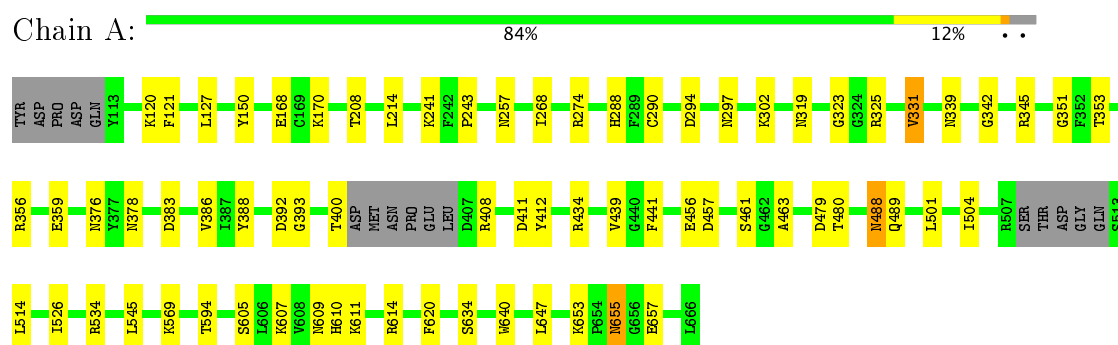 Chain A:
84% 12% • •
TYR ASP PRO ASP GLN Y113 K120 F121 L127 Y150 E168 C169 K170 T208 L214 K241 F242 P243 N257 I268 R274 H288 F289 C290 D294 N297 K302 N319 G323 G324 R325 V331 N339 G342 R345 G351 F352 T353
R356 E359 N376 Y377 N378 D383 V386 I387 Y388 D392 G393 T400 ASP MET ASN PRO GLU LEU D407 R408 D411 Y412 R434 V439 G440 F441 E456 D457 S461 G462 A463 D479 T480 N488 Q489 L501 I504 R507 SER THR ASP GLY GLN S513
L514 I526 R534 L545 K569 T594 S605 L606 K607 V608 N609 H610 K611 R614 F620 S634 W640 L647 K653 P654 N655 G656 E657 L666